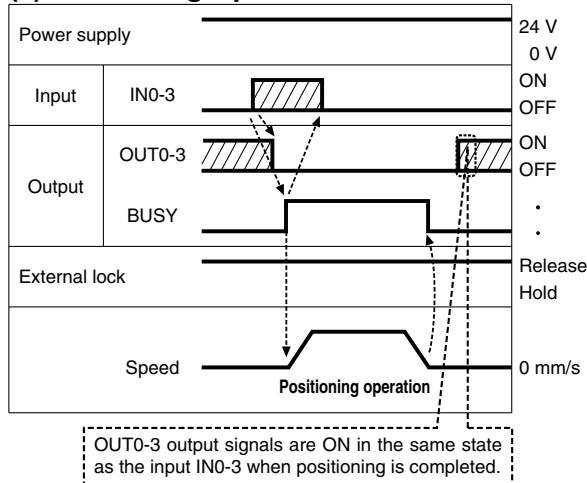 Power supply
24 V
0 V
Input
IN0-3
ON
OFF
Output
OUT0-3
ON
OFF
BUSY
External lock
Release
Hold
Speed
0 mm/s
Positioning operation
OUT0-3 output signals are ON in the same state
as the input IN0-3 when positioning is completed.